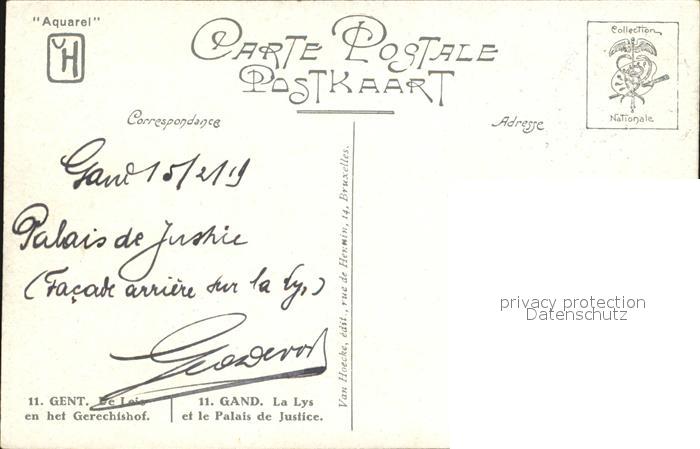 "Aquarel"
VH
CARTE POSTALE
POSTKAART
Collection
Nationale
Correspondance
Adresse
Gand 15/2/19
Palais de Justice
(Façade arrière sur la Lys)
11. GENT. De Leie
en het Gerechtshof.
11. GAND. La Lys
et le Palais de Justice.
Van Hoecke, édit., rue de Hennin, 14, Bruxelles.
privacy protection
Datenschutz